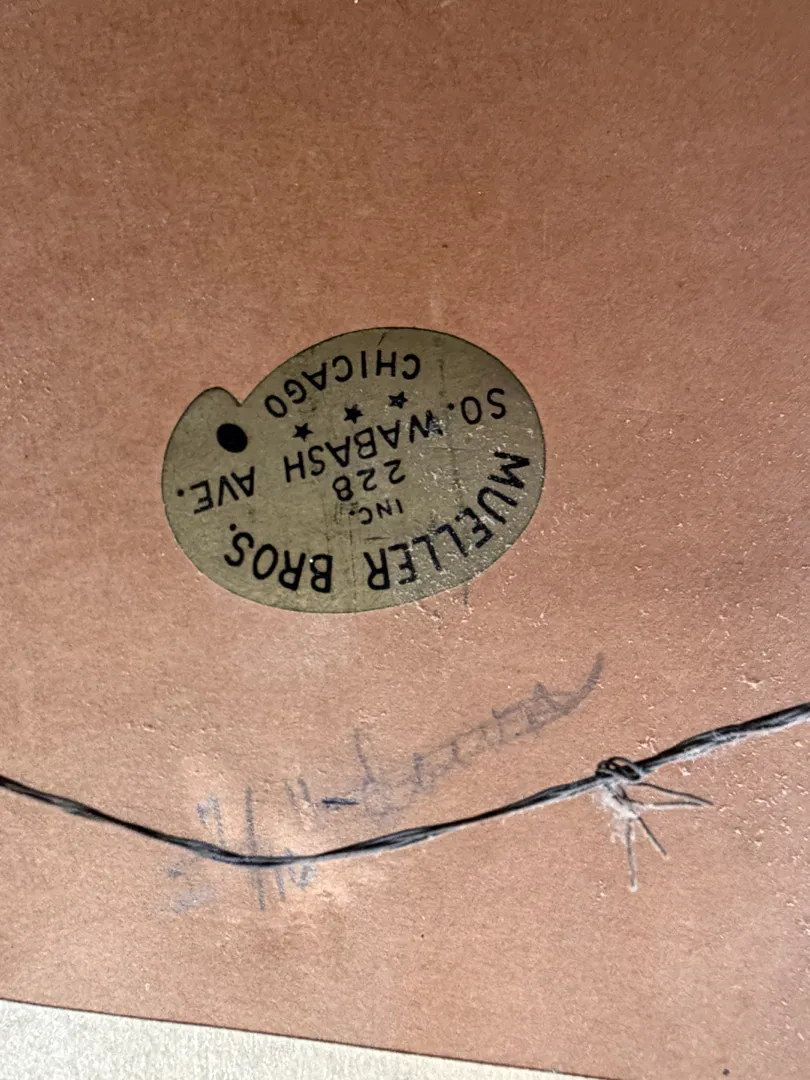 MUELLER BROS.
INC.
228
SO. WABASH AVE.
CHICAGO